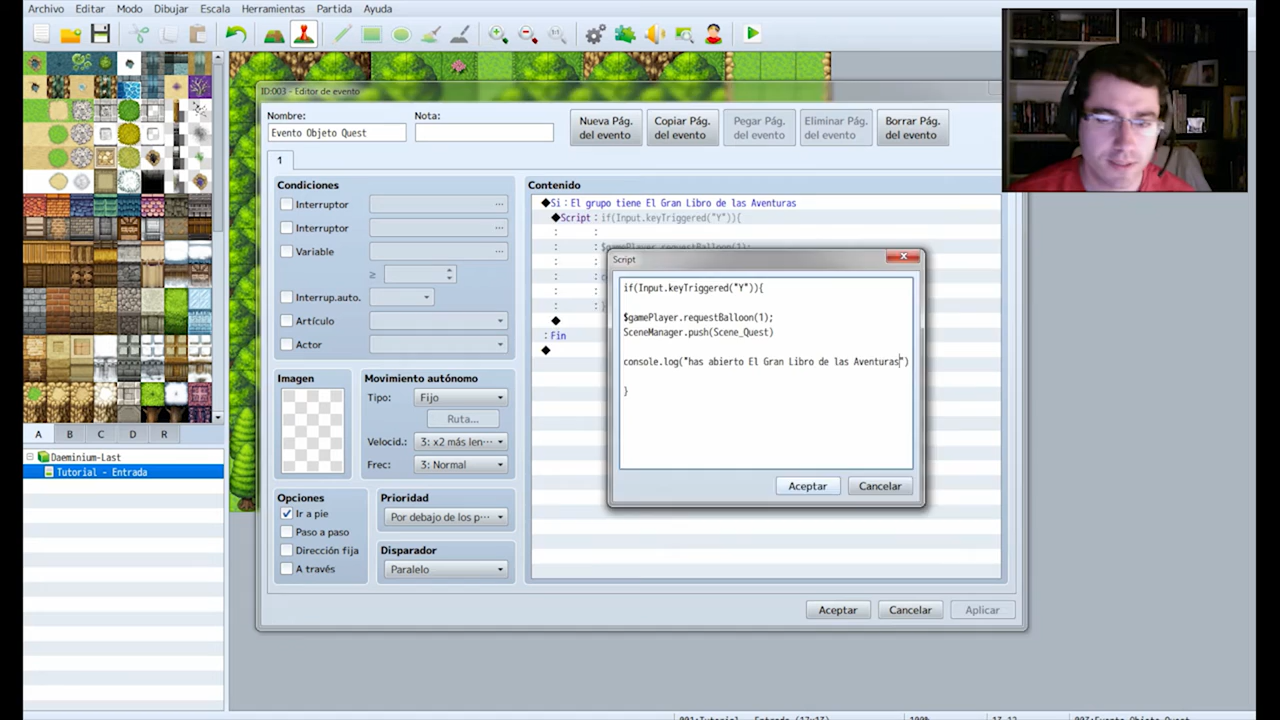 Archivo Editar Modo Dibujar Escala Herramientas Partida Ayuda
ID:003 - Editor de evento
Nombre:
Evento Objeto Quest
Nota:
Nueva Pág.
del evento
Copiar Pág.
del evento
Pegar Pág.
del evento
Eliminar Pág.
del evento
Borrar Pág.
del evento
1
Condiciones
Interruptor
Interruptor
Variable
≥
Interrup.auto.
Artículo
Actor
Imagen
Movimiento autónomo
Tipo: Fijo
Ruta...
Velocid.: 3: x2 más len···
Frec: 3: Normal
Opciones
Ir a pie
Paso a paso
Dirección fija
A través
Prioridad
Por debajo de los p···
Disparador
Paralelo
Contenido
◆Si : El grupo tiene El Gran Libro de las Aventuras
◆Script : if(Input.keyTriggered("Y")){
: :
: : $gamePlayer.requestBalloon(1);
: Fin
Script
if(Input.keyTriggered("Y")){
$gamePlayer.requestBalloon(1);
SceneManager.push(Scene_Quest)
console.log("has abierto El Gran Libro de las Aventuras")
}
Aceptar Cancelar
Aceptar Cancelar Aplicar
A B C D R
Daeminium-Last
Tutorial - Entrada